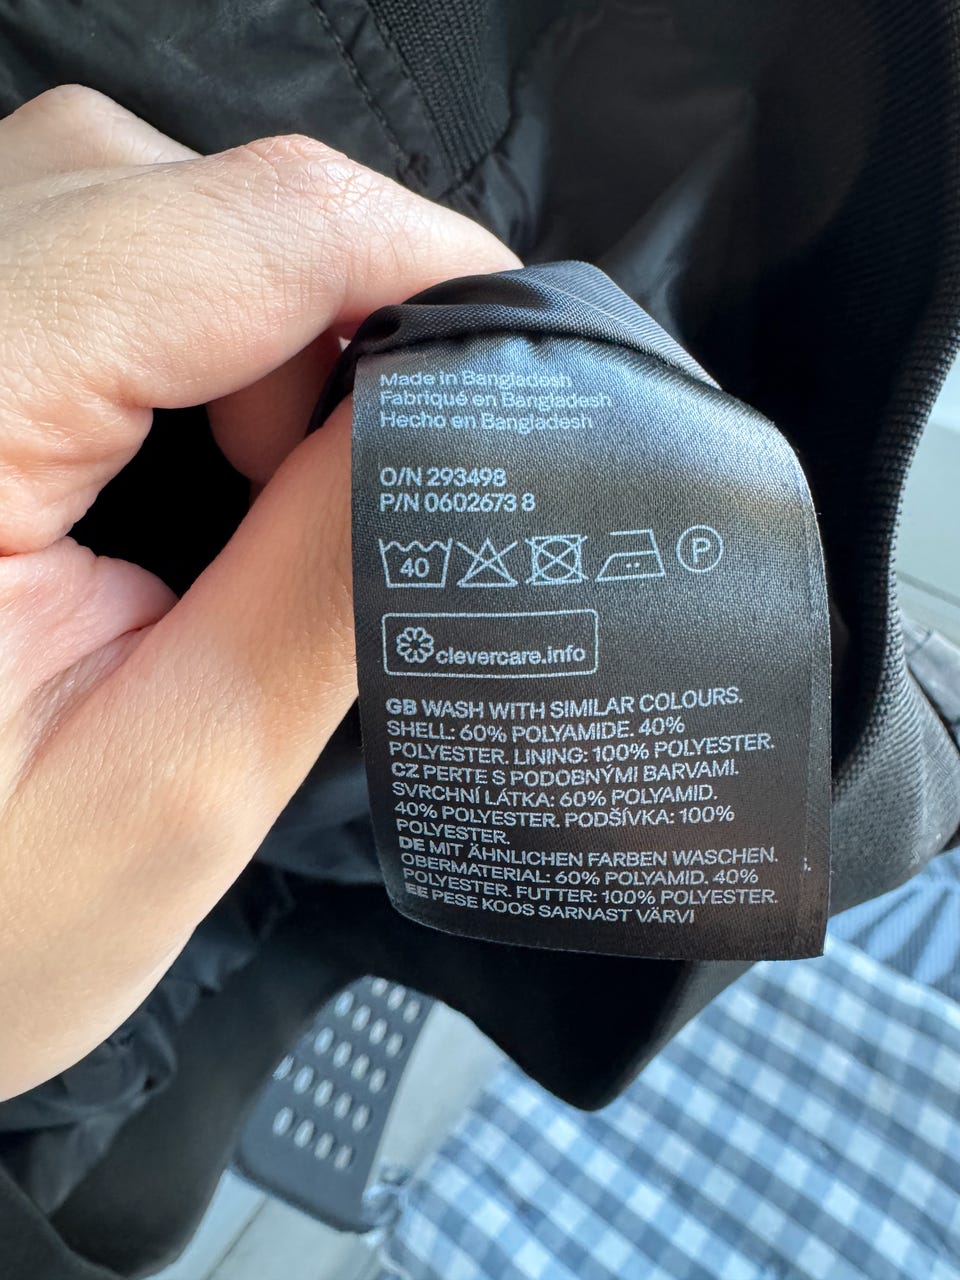 Made in Bangladesh
Fabriqué en Bangladesh
Hecho en Bangladesh
O/N 293498
P/N 0602673 8
40 P
clevercare.info
GB WASH WITH SIMILAR COLOURS.
SHELL: 60% POLYAMIDE. 40%
POLYESTER. LINING: 100% POLYESTER.
CZ PERTE S PODOBNÝMI BARVAMI.
SVRCHNÍ LÁTKA: 60% POLYAMID.
40% POLYESTER. PODŠÍVKA: 100%
POLYESTER.
DE MIT ÄHNLICHEN FARBEN WASCHEN.
OBERMATERIAL: 60% POLYAMID. 40%
POLYESTER. FUTTER: 100% POLYESTER.
EE PESE KOOS SARNAST VÄRVI